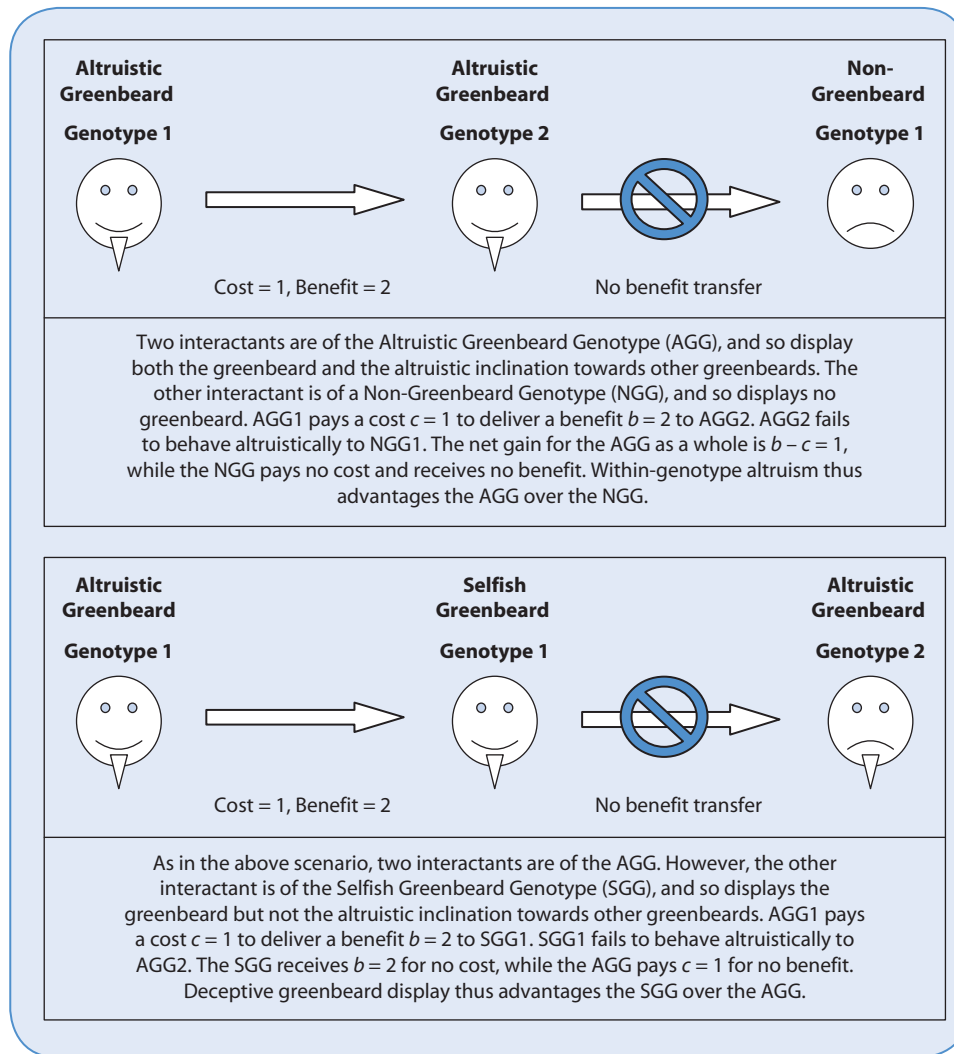 Altruistic
Greenbeard
Genotype 1
Altruistic
Greenbeard
Genotype 2
Non-
Greenbeard
Genotype 1
Cost = 1, Benefit = 2
No benefit transfer
Two interactants are of the Altruistic Greenbeard Genotype (AGG), and so display
both the greenbeard and the altruistic inclination towards other greenbeards. The
other interactant is of a Non-Greenbeard Genotype (NGG), and so displays no
greenbeard. AGG1 pays a cost c = 1 to deliver a benefit b = 2 to AGG2. AGG2 fails
to behave altruistically to NGG1. The net gain for the AGG as a whole is b – c = 1,
while the NGG pays no cost and receives no benefit. Within-genotype altruism thus
advantages the AGG over the NGG.
Altruistic
Greenbeard
Genotype 1
Selfish
Greenbeard
Genotype 1
Altruistic
Greenbeard
Genotype 2
Cost = 1, Benefit = 2
No benefit transfer
As in the above scenario, two interactants are of the AGG. However, the other
interactant is of the Selfish Greenbeard Genotype (SGG), and so displays the
greenbeard but not the altruistic inclination towards other greenbeards. AGG1 pays
a cost c = 1 to deliver a benefit b = 2 to SGG1. SGG1 fails to behave altruistically to
AGG2. The SGG receives b = 2 for no cost, while the AGG pays c = 1 for no benefit.
Deceptive greenbeard display thus advantages the SGG over the AGG.